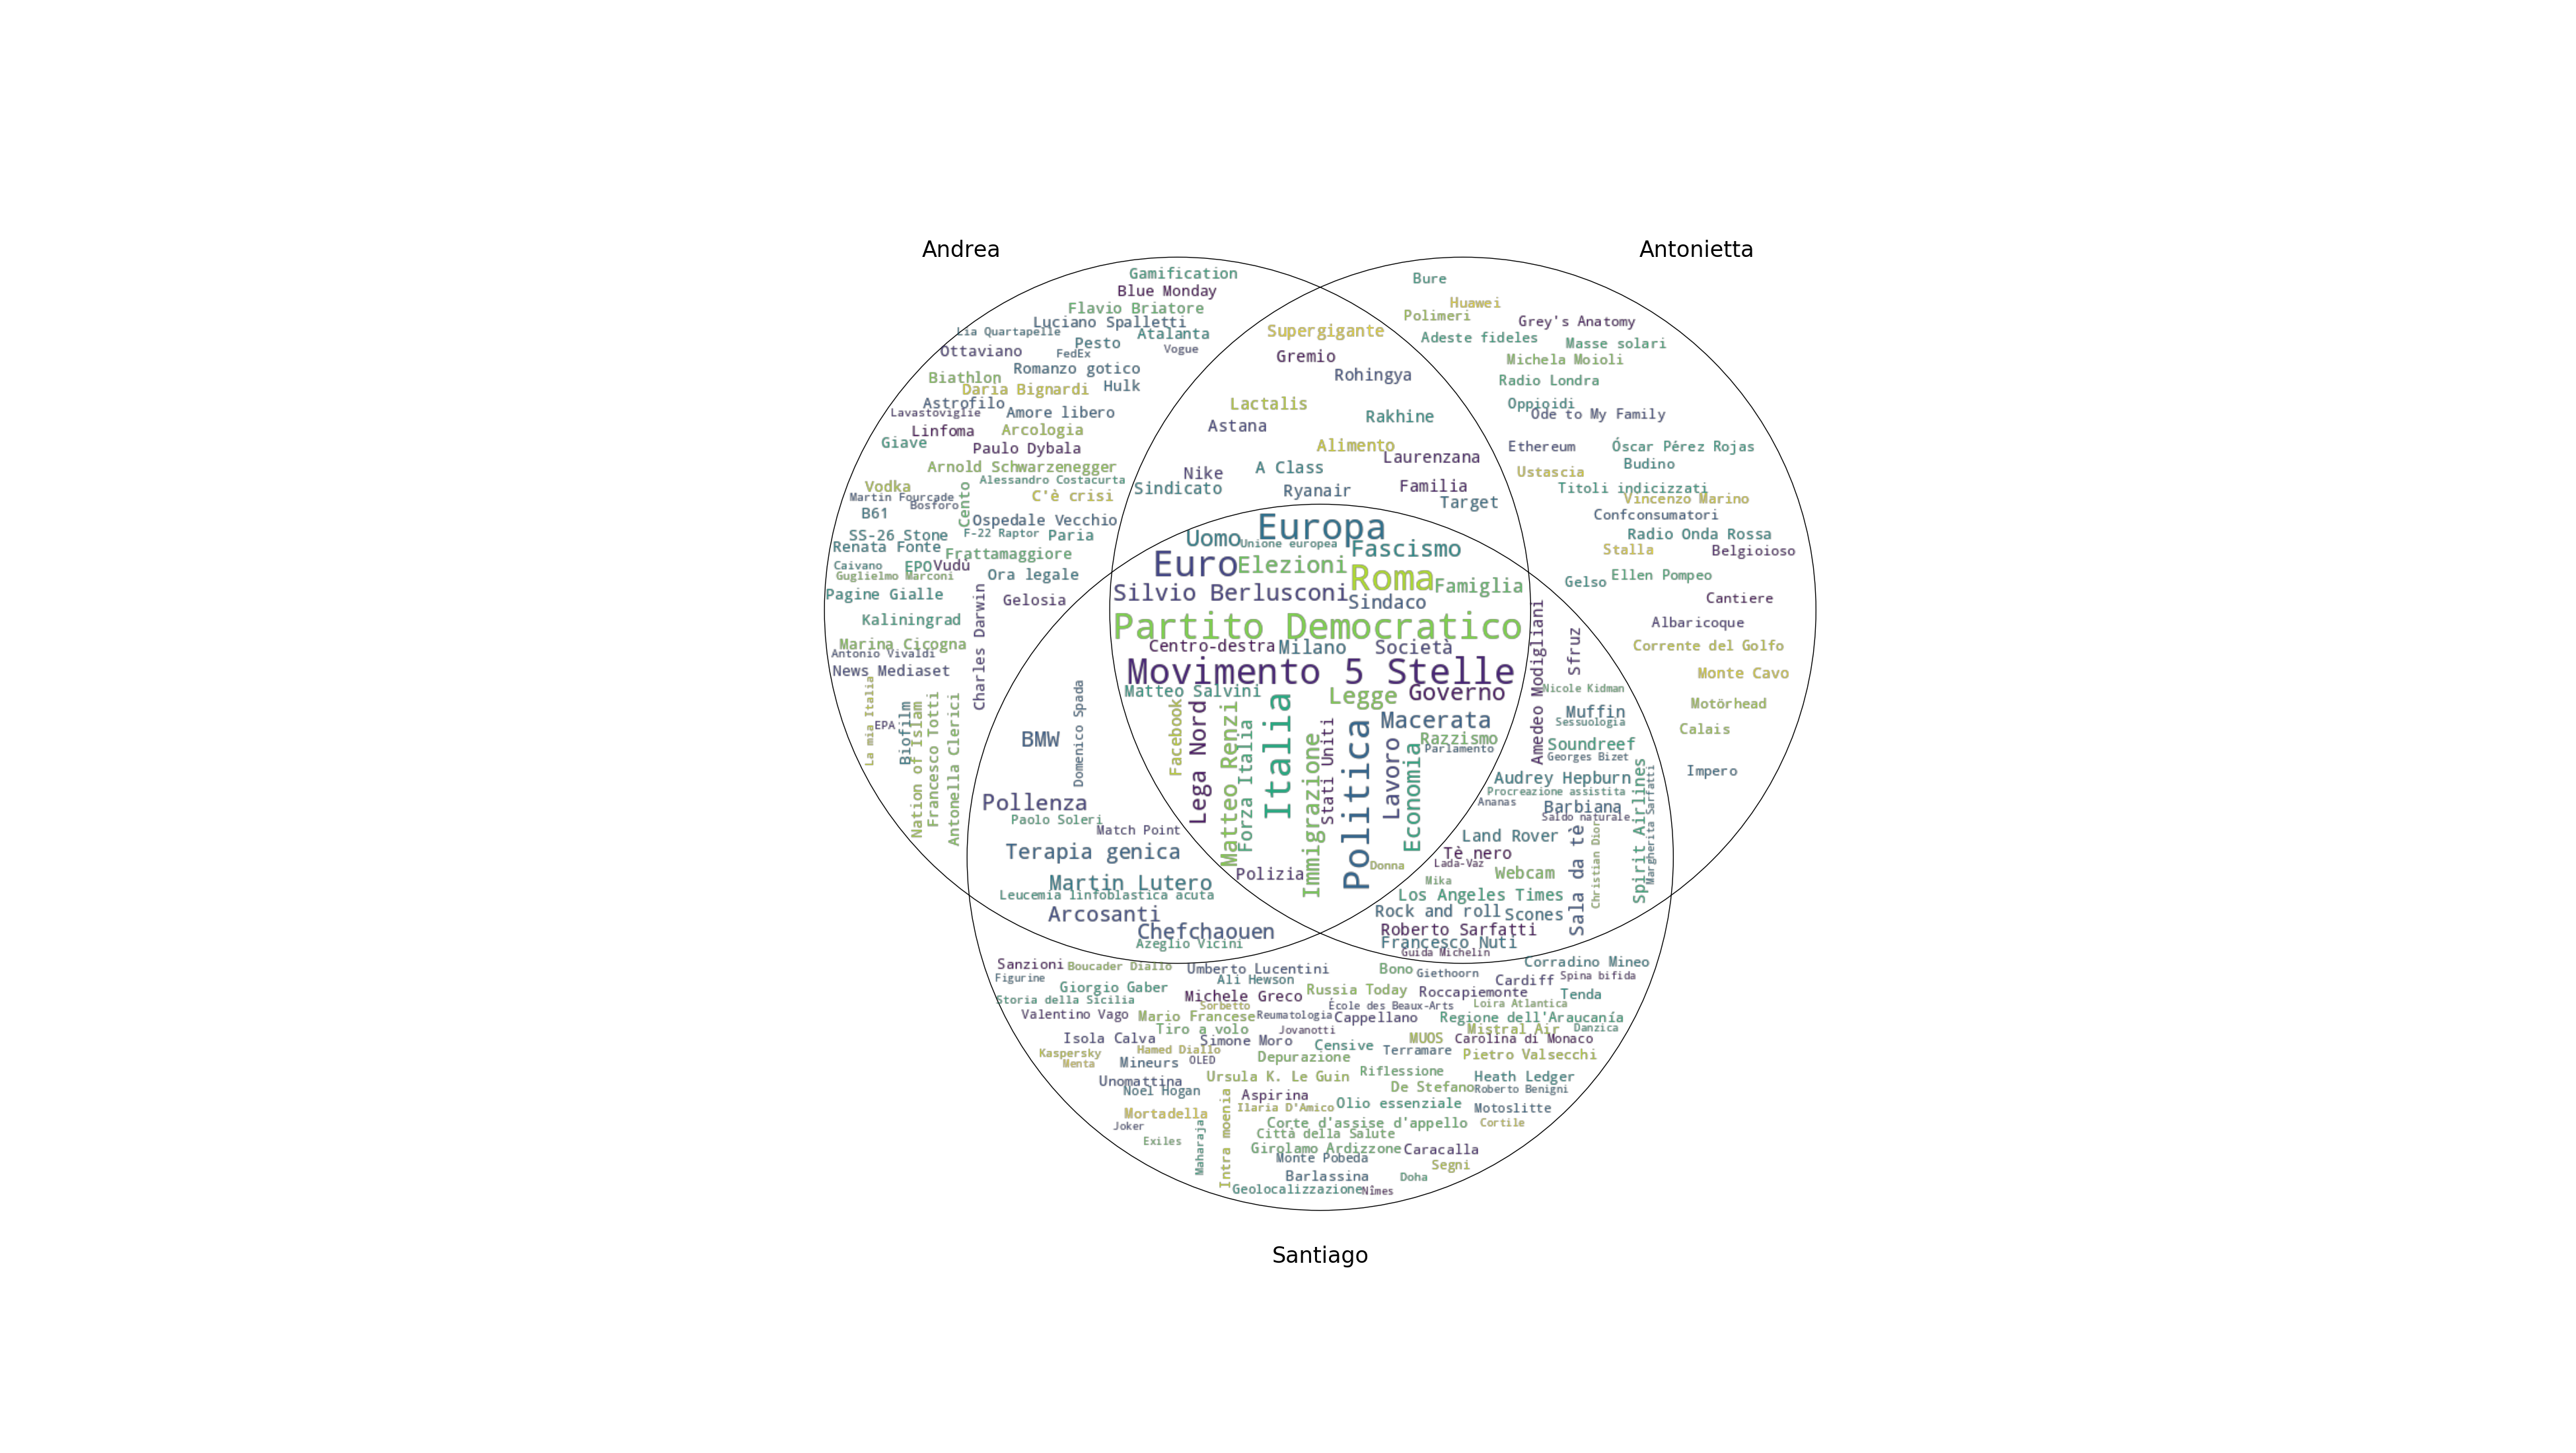 Andrea
Antonietta
Gamification
Blue Monday
Flavio Briatore
Luciano Spalletti
Lia Quartapelle
Atalanta
Pesto
Vogue
Ottaviano
FedEx
Romanzo gotico
Biathlon
Daria Bignardi
Hulk
Astrofilo
Lavastoviglie
Amore libero
Linfoma
Arcologia
Giave
Paulo Dybala
Arnold Schwarzenegger
Alessandro Costacurta
Vodka
Cento
C'è crisi
Martin Fourcade
Bosforo
B61
Ospedale Vecchio
SS-26 Stone
F-22 Raptor
Paria
Renata Fonte
Frattamaggiore
Caivano
EPO
Vudù
Guglielmo Marconi
Ora legale
Pagine Gialle
Gelosia
Kaliningrad
Charles Darwin
Marina Cicogna
Antonio Vivaldi
News Mediaset
La mia Italia
EPA
Biofilm
Nation of Islam
Francesco Totti
Antonella Clerici
Supergigante
Gremio
Rohingya
Lactalis
Rakhine
Astana
Alimento
Laurenzana
A Class
Nike
Sindicato
Ryanair
Familia
Target
Bure
Huawei
Polimeri
Grey's Anatomy
Adeste fideles
Masse solari
Michela Moioli
Radio Londra
Oppioidi
Ode to My Family
Ethereum
Óscar Pérez Rojas
Budino
Ustascia
Titoli indicizzati
Vincenzo Marino
Confconsumatori
Radio Onda Rossa
Stalla
Belgioioso
Ellen Pompeo
Gelso
Cantiere
Albaricoque
Corrente del Golfo
Monte Cavo
Motörhead
Calais
Impero
Europa
Uomo
Unione europea
Fascismo
Euro
Elezioni
Roma
Famiglia
Silvio Berlusconi
Sindaco
Partito Democratico
Centro-destra
Milano
Società
Movimento 5 Stelle
Matteo Salvini
Legge
Governo
Facebook
Lega Nord
Matteo Renzi
Forza Italia
Italia
Immigrazione
Stati Uniti
Politica
Macerata
Lavoro
Economia
Razzismo
Parlamento
Donna
Polizia
Domenico Spada
BMW
Pollenza
Paolo Soleri
Match Point
Terapia genica
Martin Lutero
Leucemia linfoblastica acuta
Arcosanti
Chefchaouen
Azeglio Vicini
Amedeo Modigliani
Sfruz
Nicole Kidman
Muffin
Sessuologia
Soundreef
Georges Bizet
Audrey Hepburn
Procreazione assistita
Ananas
Barbiana
Saldo naturale
Spirit Airlines
Margherita Sarfatti
Land Rover
Tè nero
Lada-Vaz
Webcam
Sala da tè
Christian Dior
Mika
Los Angeles Times
Rock and roll
Scones
Roberto Sarfatti
Francesco Nuti
Guida Michelin
Sanzioni
Boucader Diallo
Umberto Lucentini
Bono
Giethoorn
Corradino Mineo
Figurine
Ali Hewson
Cardiff
Spina bifida
Giorgio Gaber
Michele Greco
Russia Today
Roccapiemonte
Tenda
Storia della Sicilia
Sorbetto
École des Beaux-Arts
Loira Atlantica
Valentino Vago
Mario Francese
Reumatologia
Cappellano
Regione dell'Araucanía
Tiro a volo
Jovanotti
Mistral Air
Danzica
Isola Calva
Simone Moro
Censive
MUOS
Carolina di Monaco
Kaspersky
Hamed Diallo
Depurazione
Terramare
Pietro Valsecchi
Menta
Mineurs
OLED
Unomattina
Ursula K. Le Guin
Riflessione
Heath Ledger
Noel Hogan
De Stefano
Roberto Benigni
Aspirina
Mortadella
Intra moenia
Ilaria D'Amico
Olio essenziale
Motoslitte
Joker
Maharaja
Corte d'assise d'appello
Cortile
Exiles
Città della Salute
Girolamo Ardizzone
Caracalla
Monte Pobeda
Segni
Barlassina
Doha
Geolocalizzazione
Nîmes
Santiago